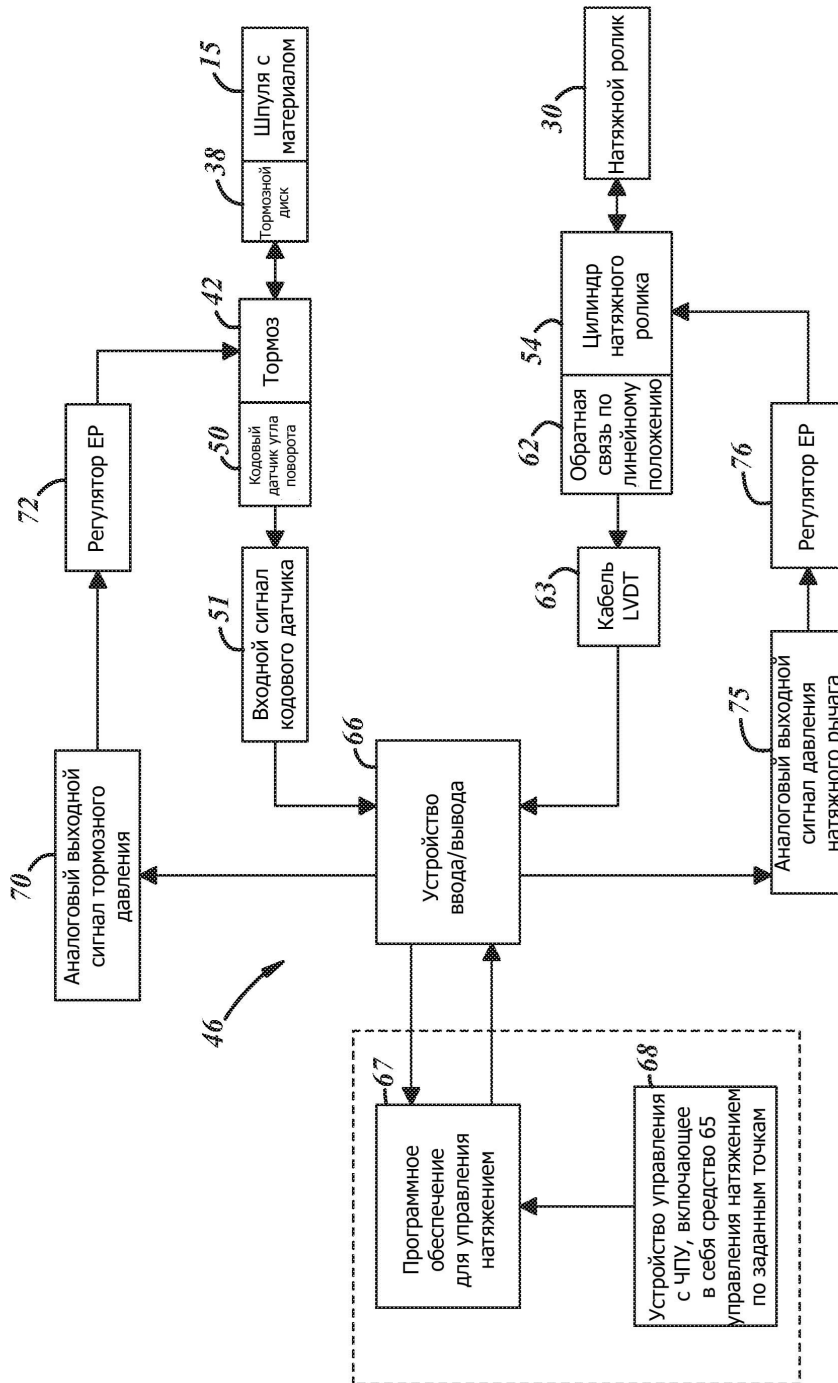 70
Аналоговый выходной
сигнал тормозного
давления
72
Регулятор EP
51
Входной сигнал
кодового датчика
50
Кодовый
датчик угла
поворота
42
Тормоз
38
Тормозной
диск
15
Шпуля с
материалом
46
67
Программное
обеспечение
для управления
натяжением
66
Устройство
ввода/вывода
63
Кабель
LVDT
62
Обратная
связь по
линейному
положению
54
Цилиндр
натяжного
ролика
30
Натяжной ролик
68
Устройство управления
с ЧПУ, включающее
в себя средство 65
управления натяжением
по заданным точкам
75
Аналоговый выходной
сигнал давления
натяжного рычага
76
Регулятор EP